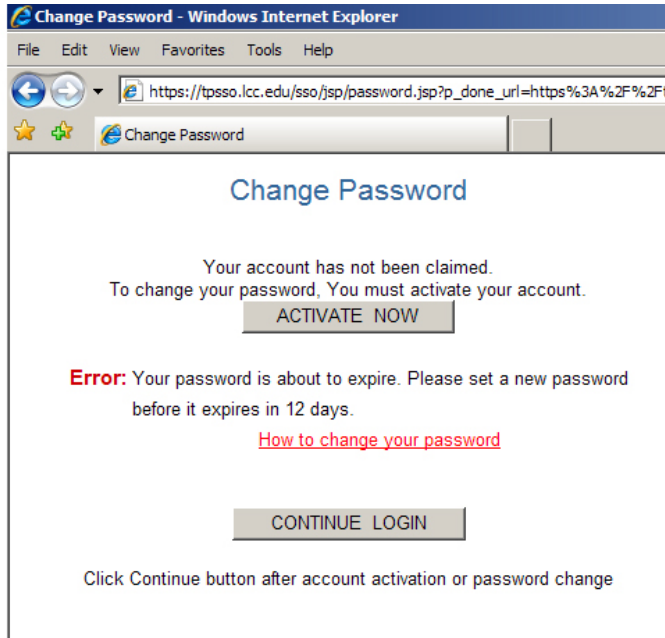 Change Password - Windows Internet Explorer
File Edit View Favorites Tools Help
https://tpsso.lcc.edu/sso/jsp/password.jsp?p_done_url=https%3A%2F%2F
Change Password
Change Password
Your account has not been claimed.
To change your password, You must activate your account.
ACTIVATE NOW
Error: Your password is about to expire. Please set a new password
before it expires in 12 days.
How to change your password
CONTINUE LOGIN
Click Continue button after account activation or password change